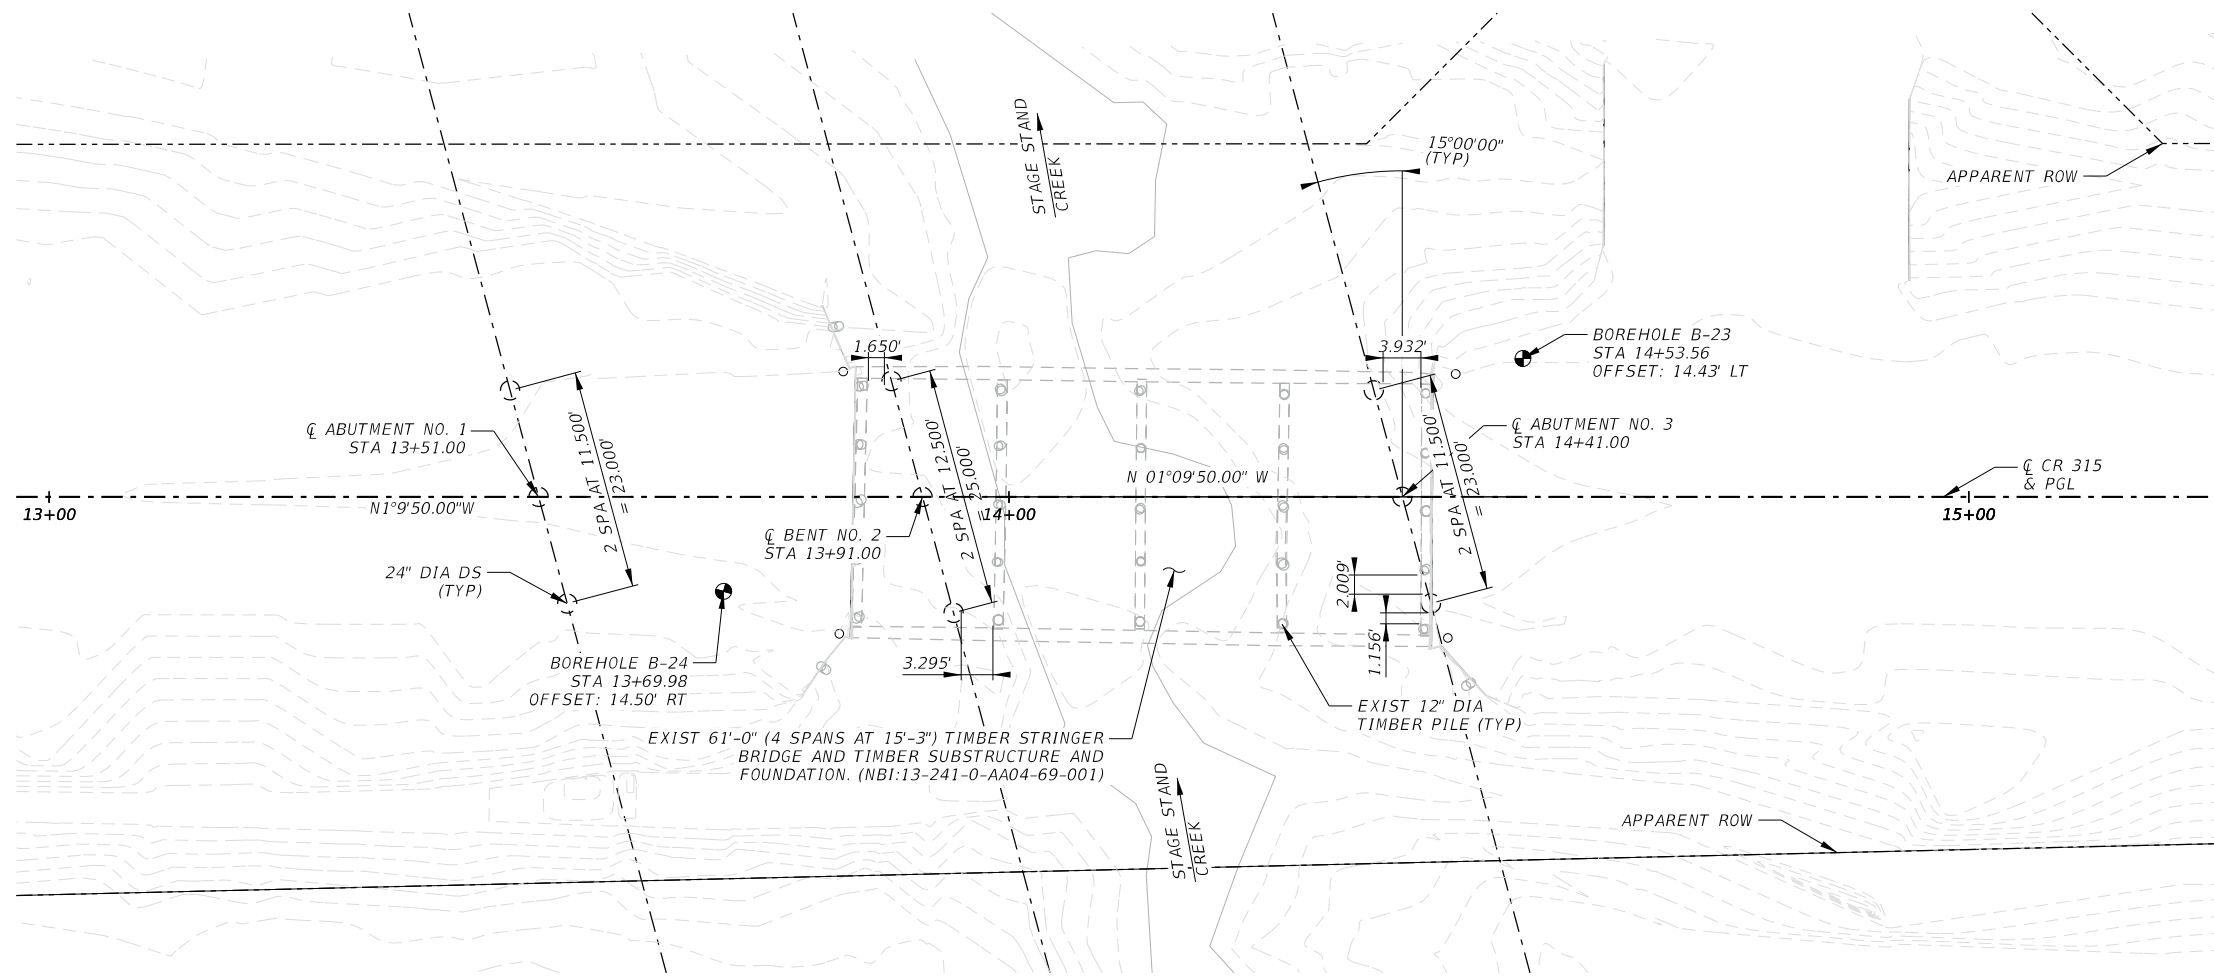 STAGE STAND
CREEK
15°00'00"
(TYP)
APPARENT ROW
1.650'
3.932'
BOREHOLE B-23
STA 14+53.56
OFFSET: 14.43' LT
℄ ABUTMENT NO. 1
STA 13+51.00
2 SPA AT 11.500'
= 23.000'
2 SPA AT 12.500'
= 25.000'
2 SPA AT 11.500'
= 23.000'
℄ ABUTMENT NO. 3
STA 14+41.00
N 01°09'50.00" W
℄ CR 315
& PGL
13+00
N1°9'50.00"W
14+00
15+00
℄ BENT NO. 2
STA 13+91.00
24" DIA DS
(TYP)
2.009'
1.156'
BOREHOLE B-24
STA 13+69.98
OFFSET: 14.50' RT
3.295'
EXIST 12" DIA
TIMBER PILE (TYP)
EXIST 61'-0" (4 SPANS AT 15'-3") TIMBER STRINGER
BRIDGE AND TIMBER SUBSTRUCTURE AND
FOUNDATION. (NBI:13-241-0-AA04-69-001)
STAGE STAND
CREEK
APPARENT ROW